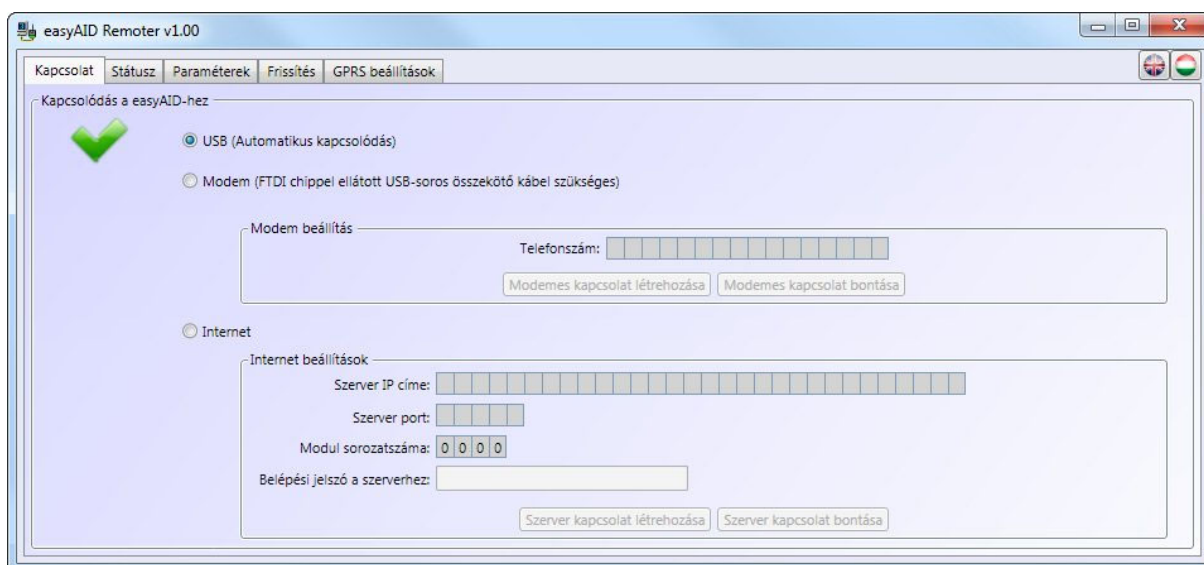 easyAID Remoter v1.00
Kapcsolat Státusz Paraméterek Frissítés GPRS beállítások
Kapcsolódás a easyAID-hez
USB (Automatikus kapcsolódás)
Modem (FTDI chippel ellátott USB-soros összekötő kábel szükséges)
Modem beállítás
Telefonszám:
Modemes kapcsolat létrehozása Modemes kapcsolat bontása
Internet
Internet beállítások
Szerver IP címe:
Szerver port:
Modul sorozatszáma: 0 0 0 0
Belépési jelszó a szerverhez:
Szerver kapcsolat létrehozása Szerver kapcsolat bontása